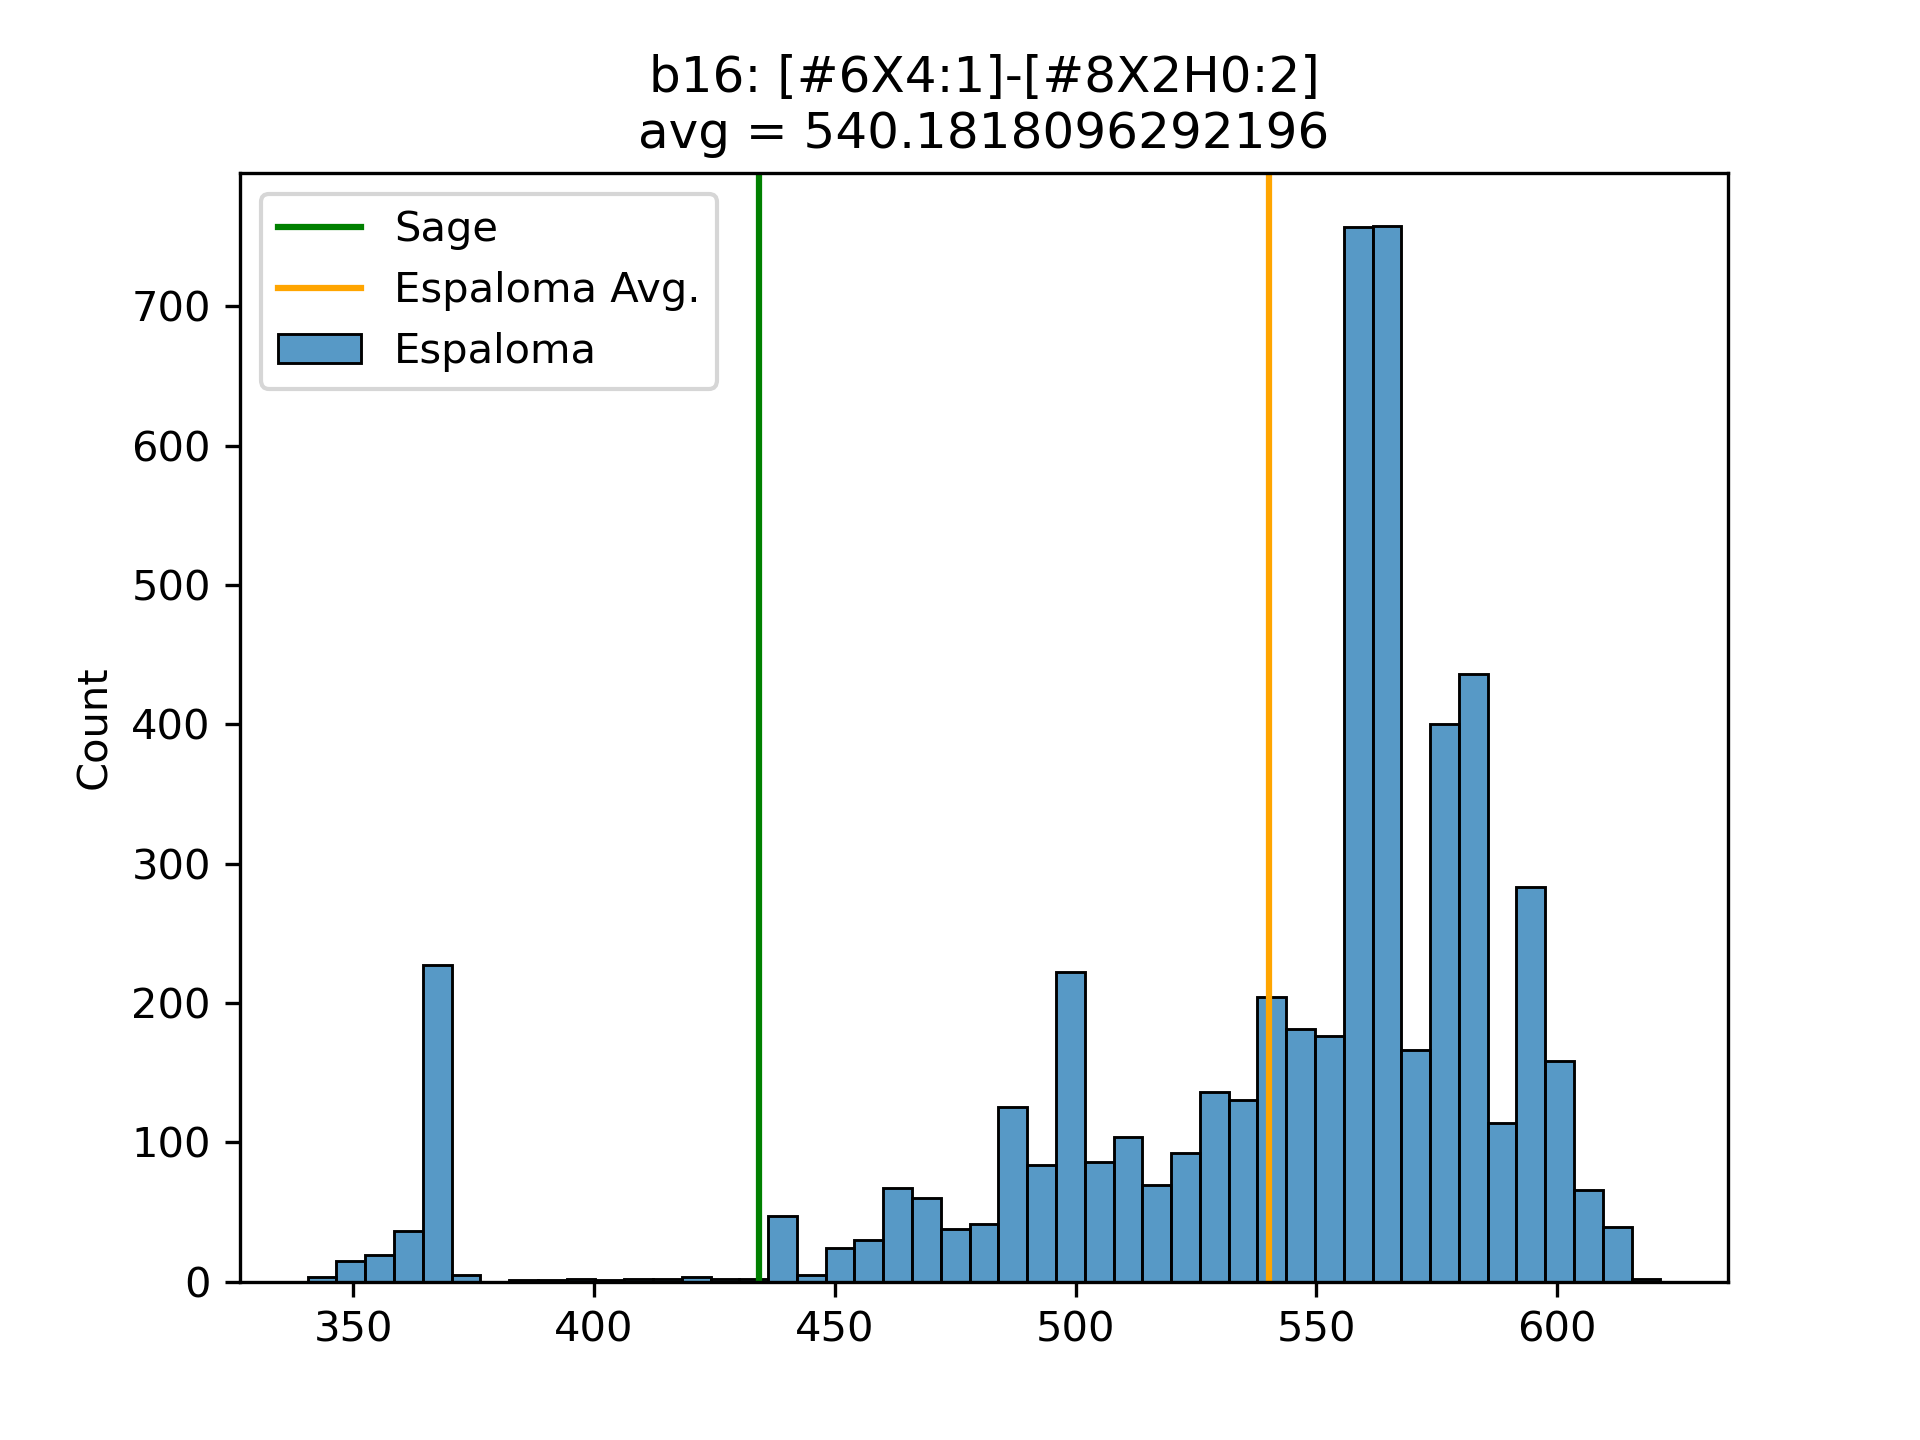 b16: [#6X4:1]-[#8X2H0:2]
avg = 540.1818096292196
Sage
Espaloma Avg.
Espaloma
Count
700
600
500
400
300
200
100
0
350 400 450 500 550 600